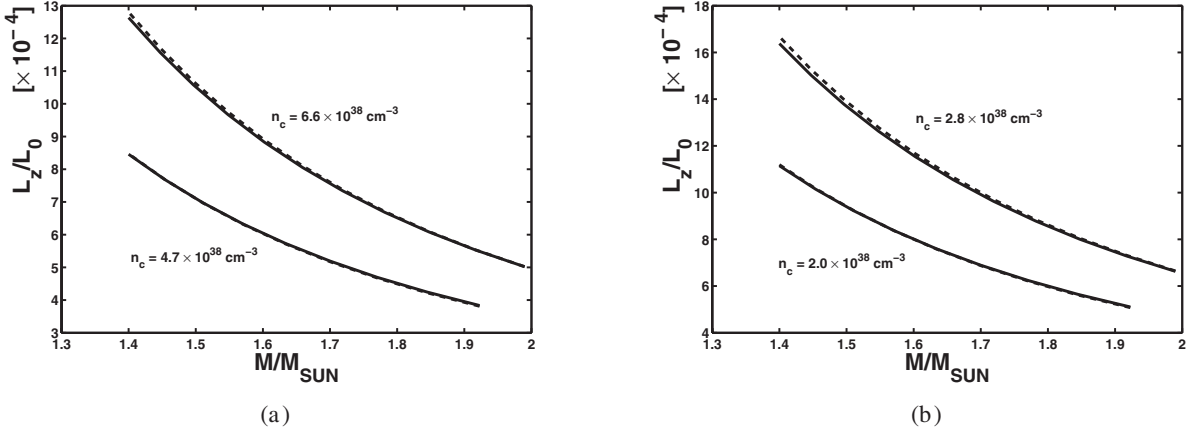 13
12
11
10
9
8
7
6
5
4
3
L_z/L_0 [× 10^−4]
n_c = 6.6 × 10^38 cm^−3
n_c = 4.7 × 10^38 cm^−3
1.3 1.4 1.5 1.6 1.7 1.8 1.9 2
M/M_SUN
(a)
18
16
14
12
10
8
6
4
L_z/L_0 [× 10^−4]
n_c = 2.8 × 10^38 cm^−3
n_c = 2.0 × 10^38 cm^−3
1.3 1.4 1.5 1.6 1.7 1.8 1.9 2
M/M_SUN
(b)